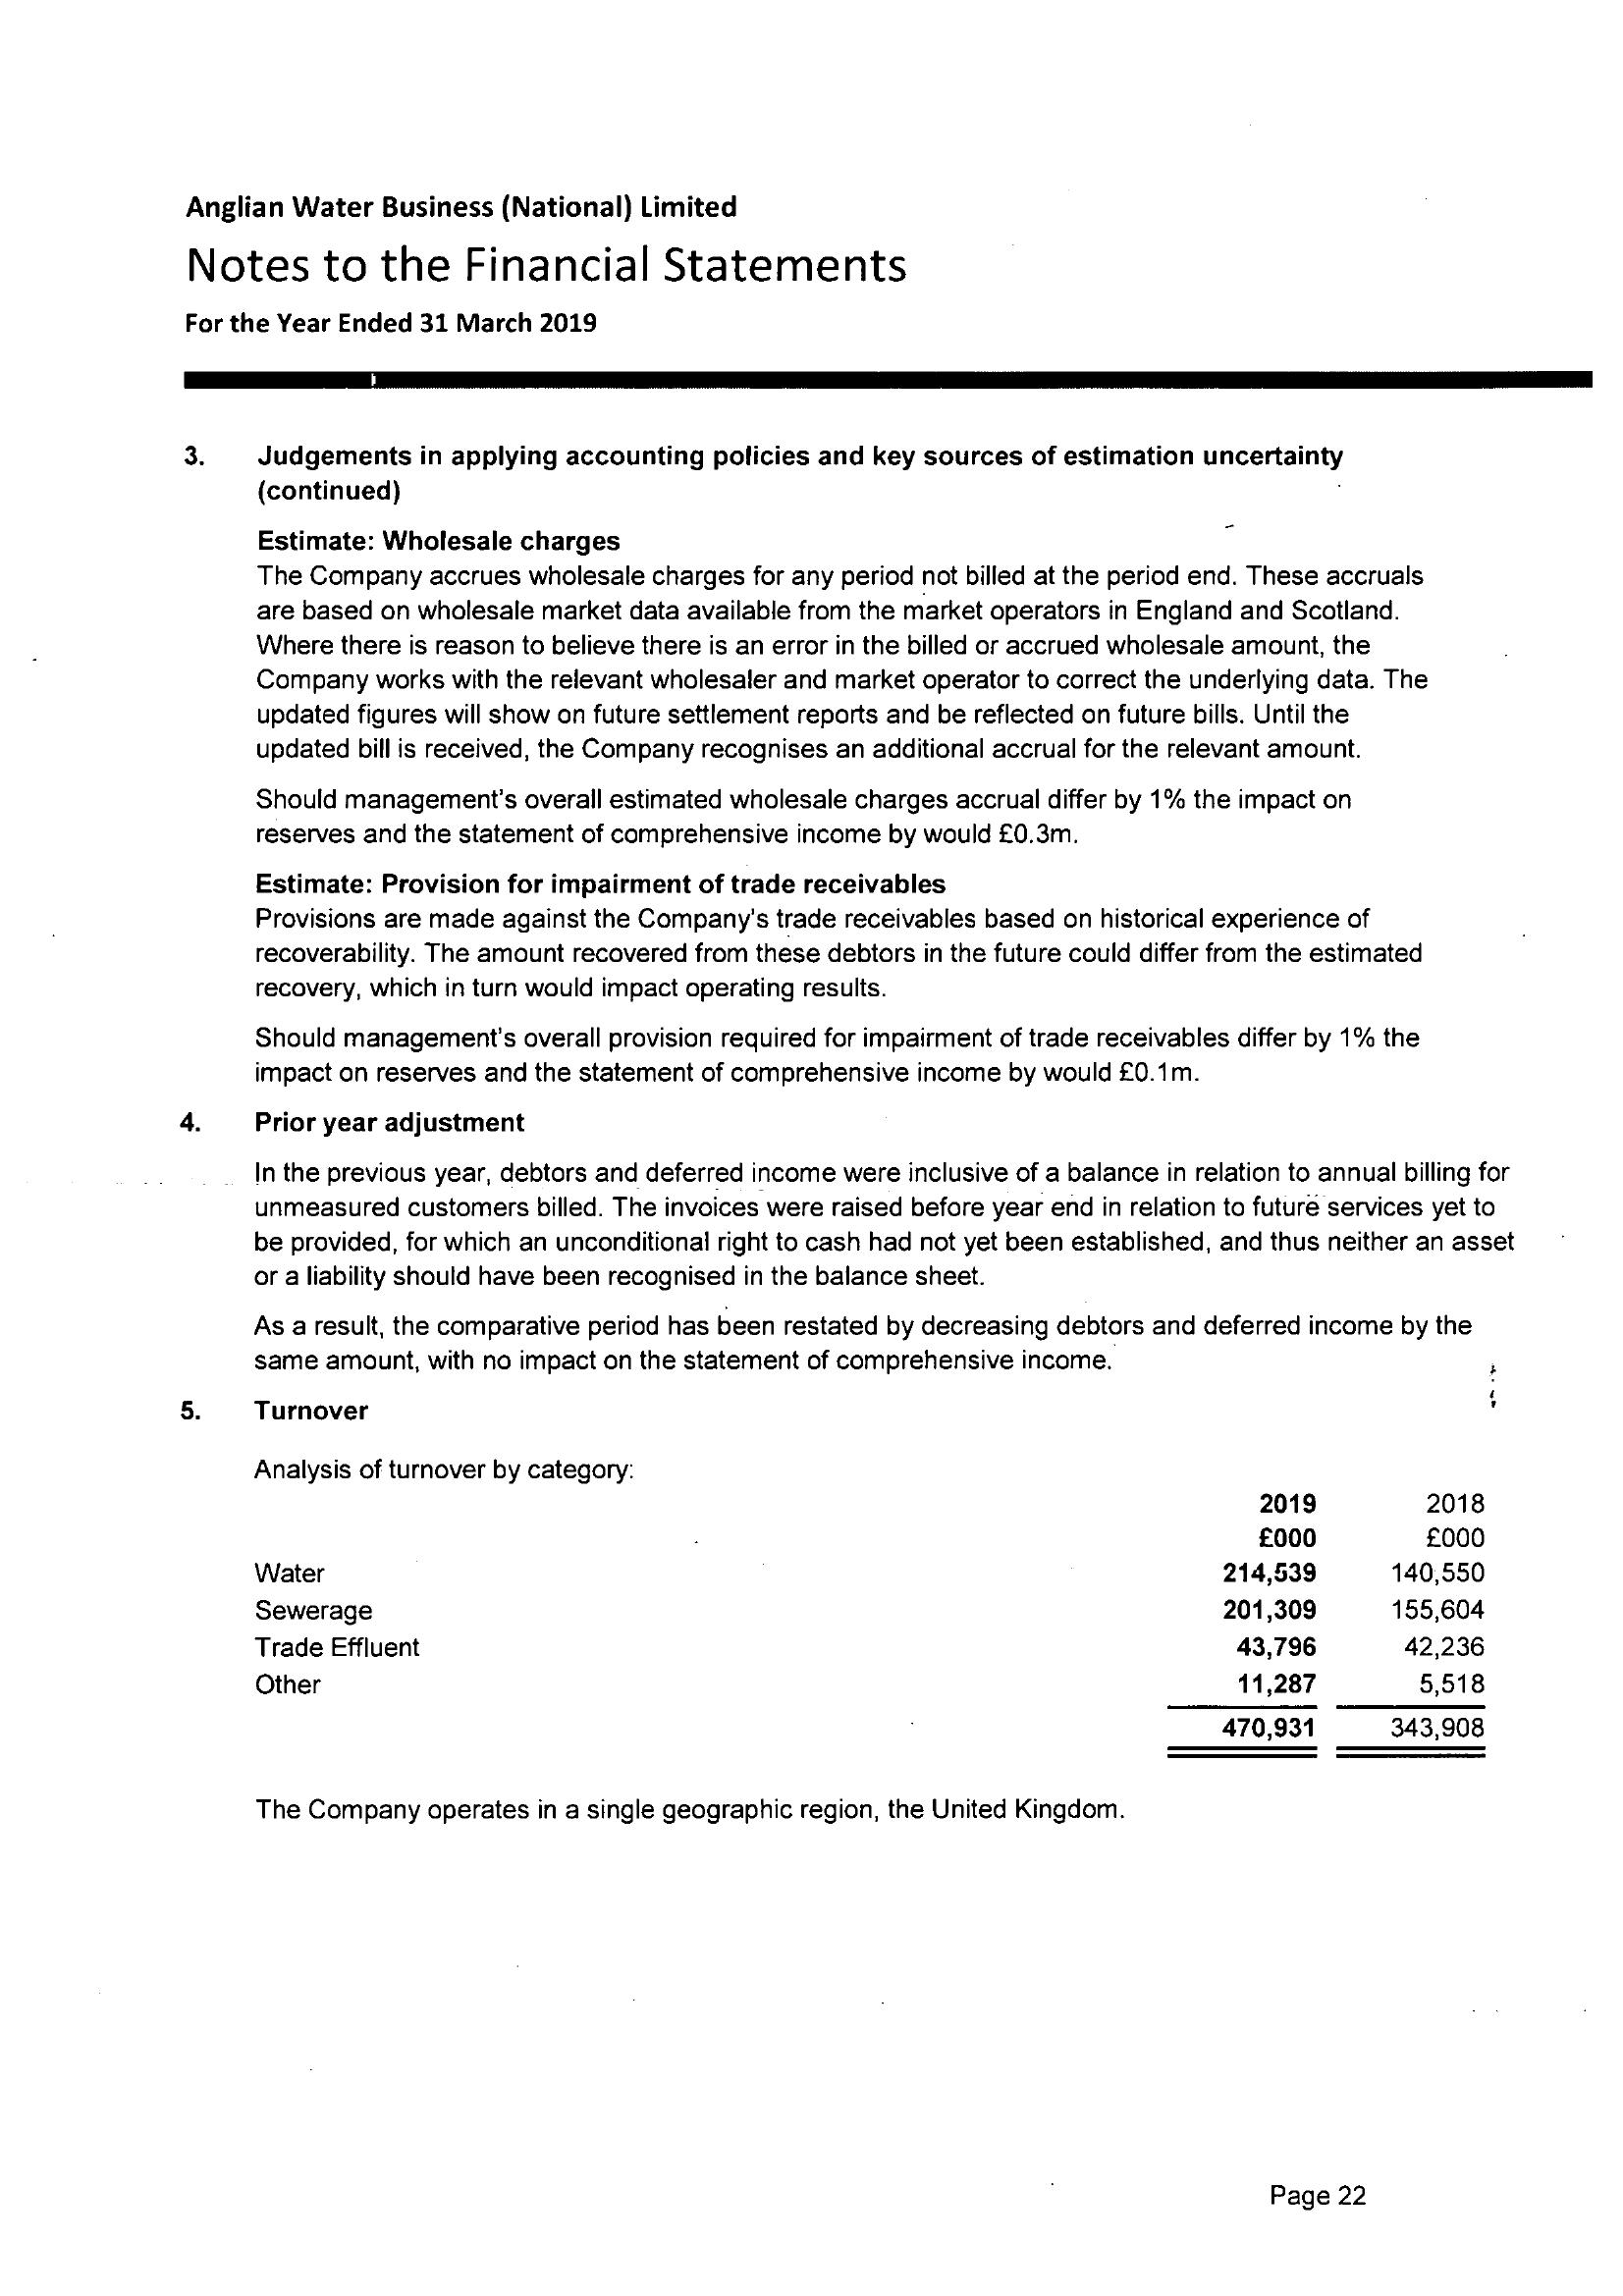 Anglian Water Business (National) Limited
Notes to the Financial Statements
For the Year Ended 31 March 2019
3. Judgements in applying accounting policies and key sources of estimation uncertainty
(continued)
Estimate: Wholesale charges
The Company accrues wholesale charges for any period not billed at the period end. These accruals
are based on wholesale market data available from the market operators in England and Scotland.
Where there is reason to believe there is an error in the billed or accrued wholesale amount, the
Company works with the relevant wholesaler and market operator to correct the underlying data. The
updated figures will show on future settlement reports and be reflected on future bills. Until the
updated bill is received, the Company recognises an additional accrual for the relevant amount.
Should management's overall estimated wholesale charges accrual differ by 1% the impact on
reserves and the statement of comprehensive income by would £0.3m.
Estimate: Provision for impairment of trade receivables
Provisions are made against the Company's trade receivables based on historical experience of
recoverability. The amount recovered from these debtors in the future could differ from the estimated
recovery, which in turn would impact operating results.
Should management's overall provision required for impairment of trade receivables differ by 1% the
impact on reserves and the statement of comprehensive income by would £0.1m.
4. Prior year adjustment
In the previous year, debtors and deferred income were inclusive of a balance in relation to annual billing for
unmeasured customers billed. The invoices were raised before year end in relation to future services yet to
be provided, for which an unconditional right to cash had not yet been established, and thus neither an asset
or a liability should have been recognised in the balance sheet.
As a result, the comparative period has been restated by decreasing debtors and deferred income by the
same amount, with no impact on the statement of comprehensive income.
5. Turnover
Analysis of turnover by category:
2019 2018
£000 £000
Water 214,539 140,550
Sewerage 201,309 155,604
Trade Effluent 43,796 42,236
Other 11,287 5,518
470,931 343,908
The Company operates in a single geographic region, the United Kingdom.
Page 22